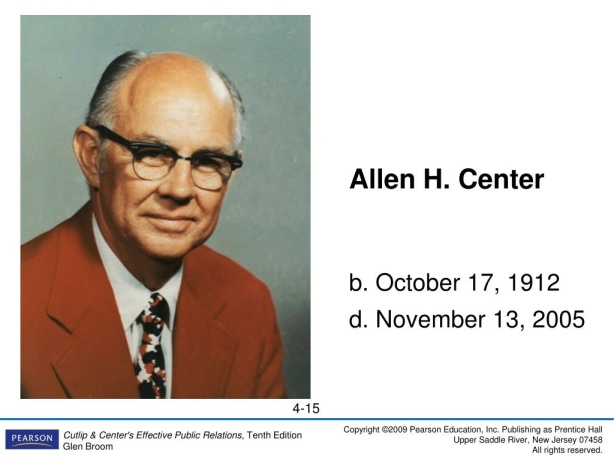 Allen H. Center
b. October 17, 1912
d. November 13, 2005
4-15
PEARSON
Cutlip & Center's Effective Public Relations, Tenth Edition
Glen Broom
Copyright ©2009 Pearson Education, Inc. Publishing as Prentice Hall
Upper Saddle River, New Jersey 07458
All rights reserved.